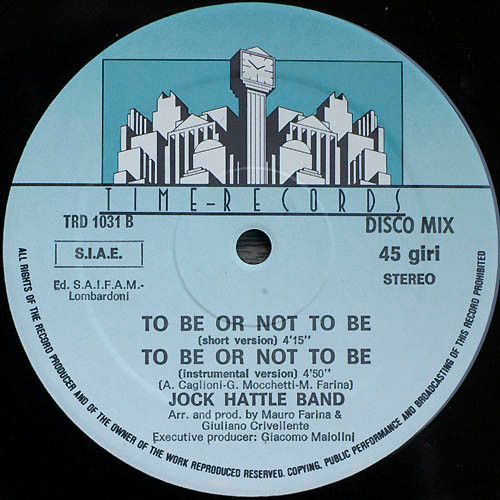 TIME-RECORDS
TRD 1031 B
DISCO MIX
S.I.A.E.
45 giri
STEREO
Ed. S.A.I.F.A.M.-
Lombardoni
TO BE OR NOT TO BE
(short version) 4'15"
TO BE OR NOT TO BE
(instrumental version) 4'50"
(A. Caglioni-G. Mocchetti-M. Farina)
JOCK HATTLE BAND
Arr. and prod. by Mauro Farina &
Giuliano Crivellente
Executive producer: Giacomo Maiolini
ALL RIGHTS OF THE RECORD PRODUCER AND OF THE OWNER OF THE WORK REPRODUCED RESERVED. COPYING, PUBLIC PERFORMANCE AND BROADCASTING OF THIS RECORD PROHIBITED